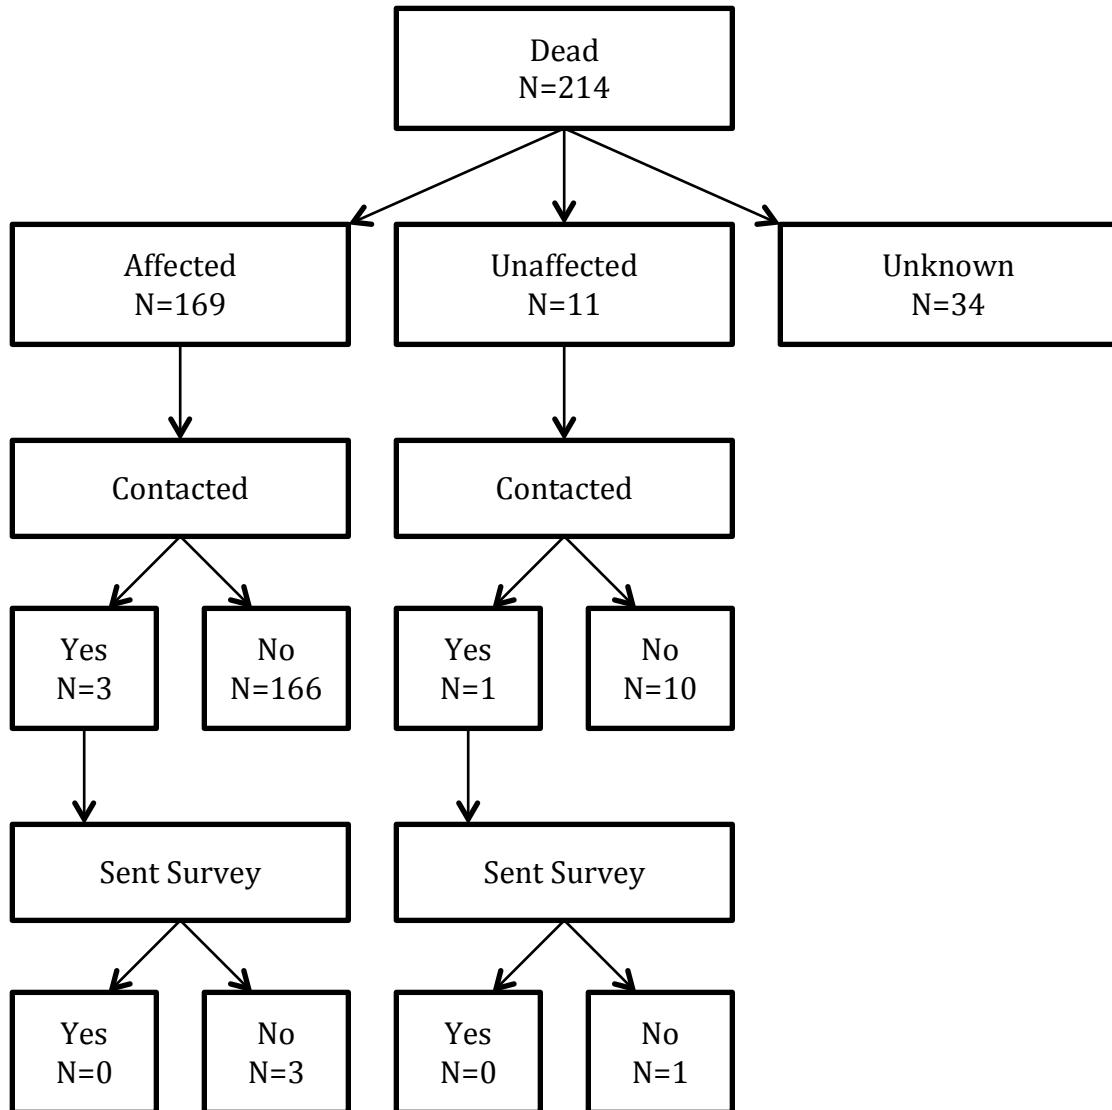 Dead
N=214
Affected
N=169
Unaffected
N=11
Unknown
N=34
Contacted
Contacted
Yes
N=3
No
N=166
Yes
N=1
No
N=10
Sent Survey
Sent Survey
Yes
N=0
No
N=3
Yes
N=0
No
N=1